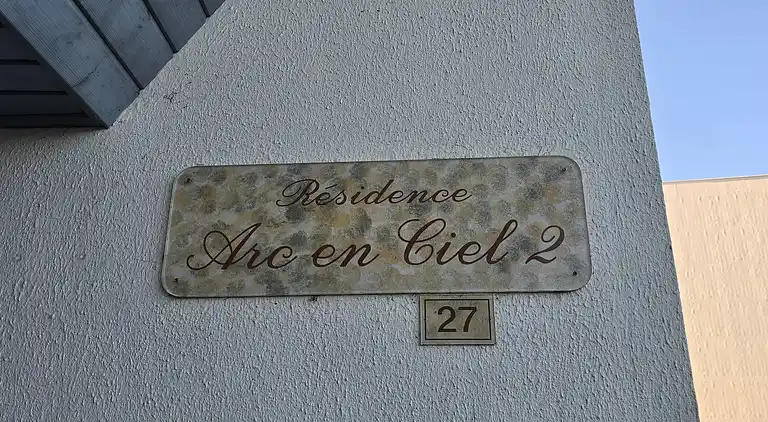 Résidence
Arc en Ciel 2
27